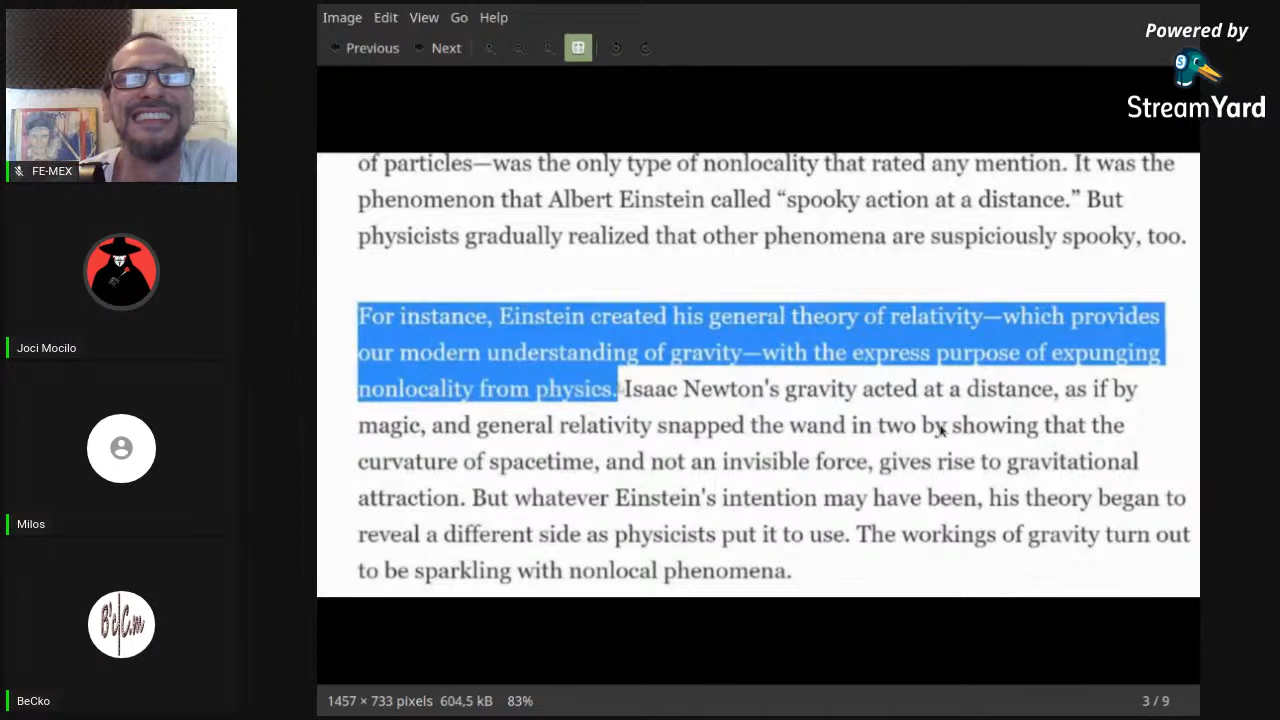 Image Edit View Go Help
Previous Next
Powered by
StreamYard
FE-MEX
Joci Mocilo
Milos
B'c C.m
BeCko
of particles—was the only type of nonlocality that rated any mention. It was the
phenomenon that Albert Einstein called “spooky action at a distance.” But
physicists gradually realized that other phenomena are suspiciously spooky, too.
For instance, Einstein created his general theory of relativity—which provides
our modern understanding of gravity—with the express purpose of expunging
nonlocality from physics. Isaac Newton's gravity acted at a distance, as if by
magic, and general relativity snapped the wand in two by showing that the
curvature of spacetime, and not an invisible force, gives rise to gravitational
attraction. But whatever Einstein's intention may have been, his theory began to
reveal a different side as physicists put it to use. The workings of gravity turn out
to be sparkling with nonlocal phenomena.
1457 × 733 pixels 604,5 kB 83%
3 / 9